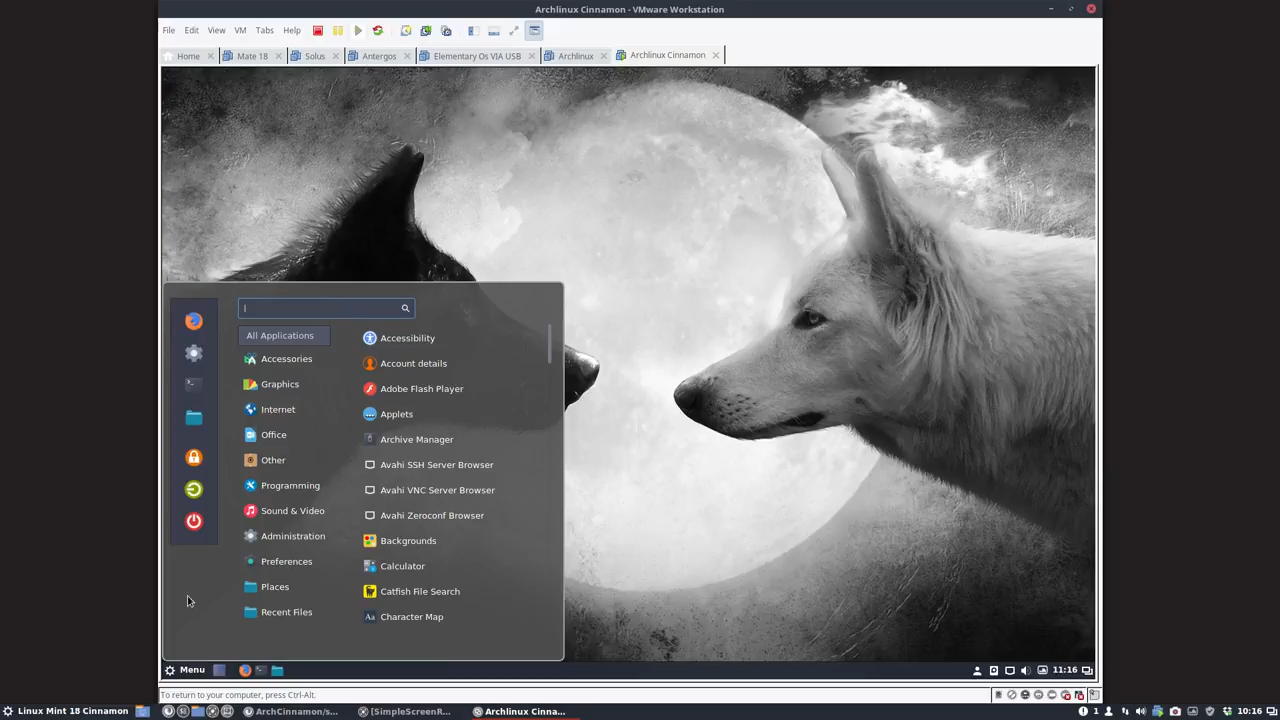 Archlinux Cinnamon - VMware Workstation
File Edit View VM Tabs Help
Home Mate 18 Solus Antergos Elementary Os VIA USB Archlinux Archlinux Cinnamon
All Applications
Accessories
Graphics
Internet
Office
Other
Programming
Sound & Video
Administration
Preferences
Places
Recent Files
Accessibility
Account details
Adobe Flash Player
Applets
Archive Manager
Avahi SSH Server Browser
Avahi VNC Server Browser
Avahi Zeroconf Browser
Backgrounds
Calculator
Catfish File Search
Character Map
Menu 11:16
To return to your computer, press Ctrl-Alt.
Linux Mint 18 Cinnamon ArchCinnamon/s... [SimpleScreenR... Archlinux Cinna... 1 10:16